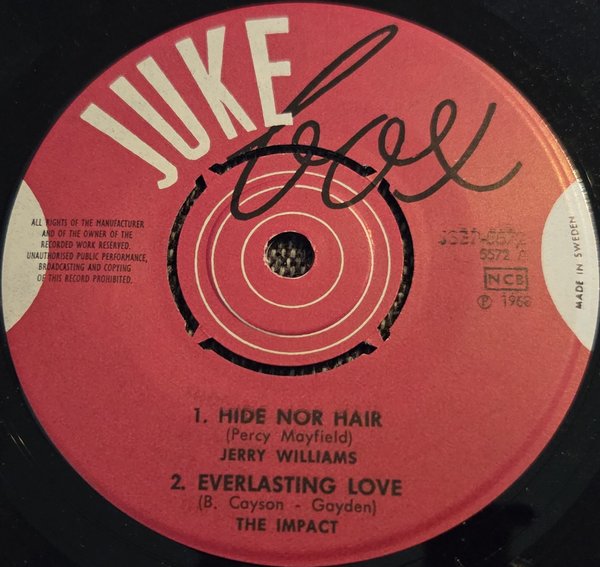 JUKE box
ALL RIGHTS OF THE MANUFACTURER
AND OF THE OWNER OF THE
RECORDED WORK RESERVED.
UNAUTHORISED PUBLIC PERFORMANCE,
BROADCASTING AND COPYING
OF THIS RECORD PROHIBITED.
5572 A
NCB
℗ 1968
MADE IN SWEDEN
1. HIDE NOR HAIR
(Percy Mayfield)
JERRY WILLIAMS
2. EVERLASTING LOVE
(B. Cayson - Gayden)
THE IMPACT